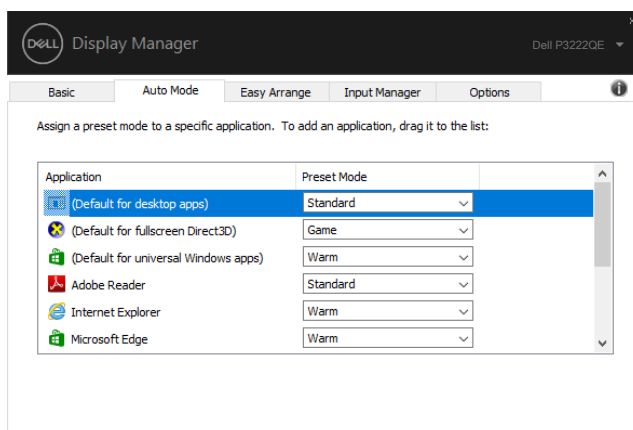 DELL Display Manager Dell P3222QE
Basic Auto Mode Easy Arrange Input Manager Options
Assign a preset mode to a specific application. To add an application, drag it to the list:
Application Preset Mode
(Default for desktop apps) Standard
(Default for fullscreen Direct3D) Game
(Default for universal Windows apps) Warm
Adobe Reader Standard
Internet Explorer Warm
Microsoft Edge Warm